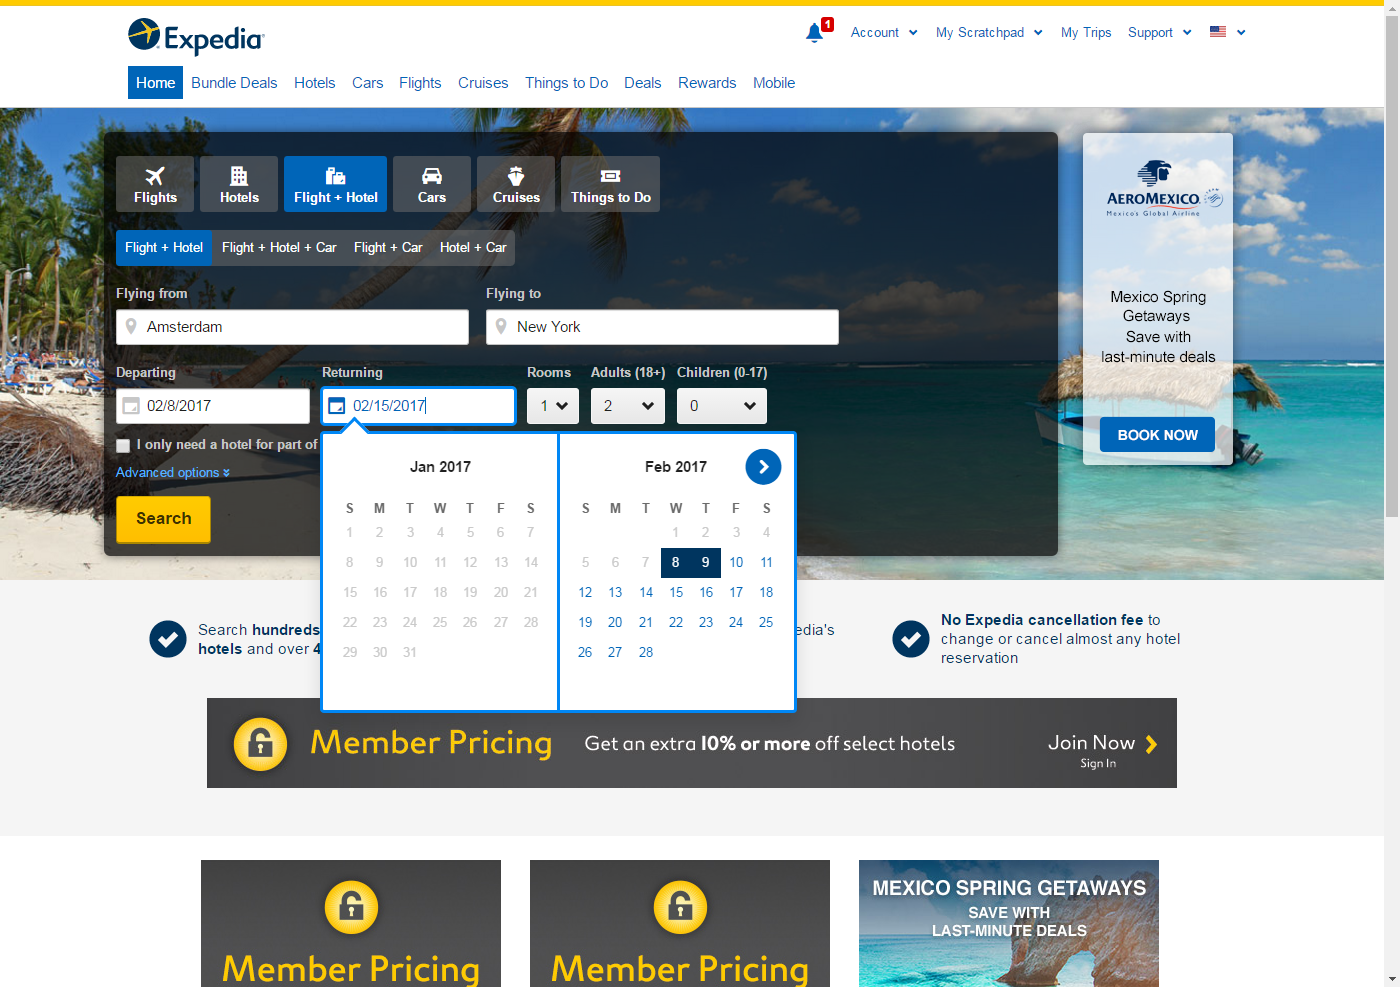 Expedia
1
Account
My Scratchpad
My Trips
Support
Home
Bundle Deals
Hotels
Cars
Flights
Cruises
Things to Do
Deals
Rewards
Mobile
Flights
Hotels
Flight + Hotel
Cars
Cruises
Things to Do
Flight + Hotel
Flight + Hotel + Car
Flight + Car
Hotel + Car
Flying from
Flying to
Amsterdam
New York
Departing
Returning
Rooms
Adults (18+)
Children (0-17)
02/8/2017
02/15/2017
1
2
0
I only need a hotel for part of
Advanced options
Search
Jan 2017
S M T W T F S
1 2 3 4 5 6 7
8 9 10 11 12 13 14
15 16 17 18 19 20 21
22 23 24 25 26 27 28
29 30 31
Feb 2017
S M T W T F S
1 2 3 4
5 6 7 8 9 10 11
12 13 14 15 16 17 18
19 20 21 22 23 24 25
26 27 28
AEROMEXICO
Mexico's Global Airline
Mexico Spring
Getaways
Save with
last-minute deals
BOOK NOW
Search hundreds
hotels and over 4
edia's
No Expedia cancellation fee to
change or cancel almost any hotel
reservation
Member Pricing
Get an extra 10% or more off select hotels
Join Now
Sign In
Member Pricing
Member Pricing
MEXICO SPRING GETAWAYS
SAVE WITH
LAST-MINUTE DEALS